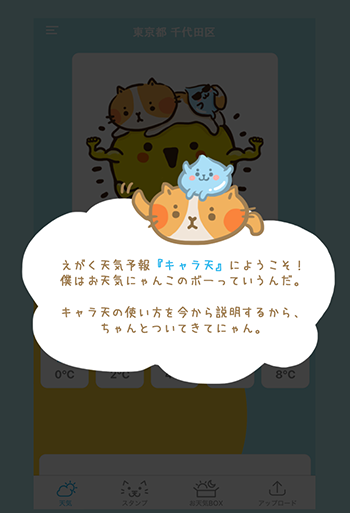 東京都 千代田区
えがく天気予報『キャラ天』にようこそ！
僕はお天気にゃんこのボーっていうんだ。
キャラ天の使い方を今から説明するから、
ちゃんとついてきてにゃん。
0°C 2°C 8°C
天気 スタンプ お天気BOX アップロード